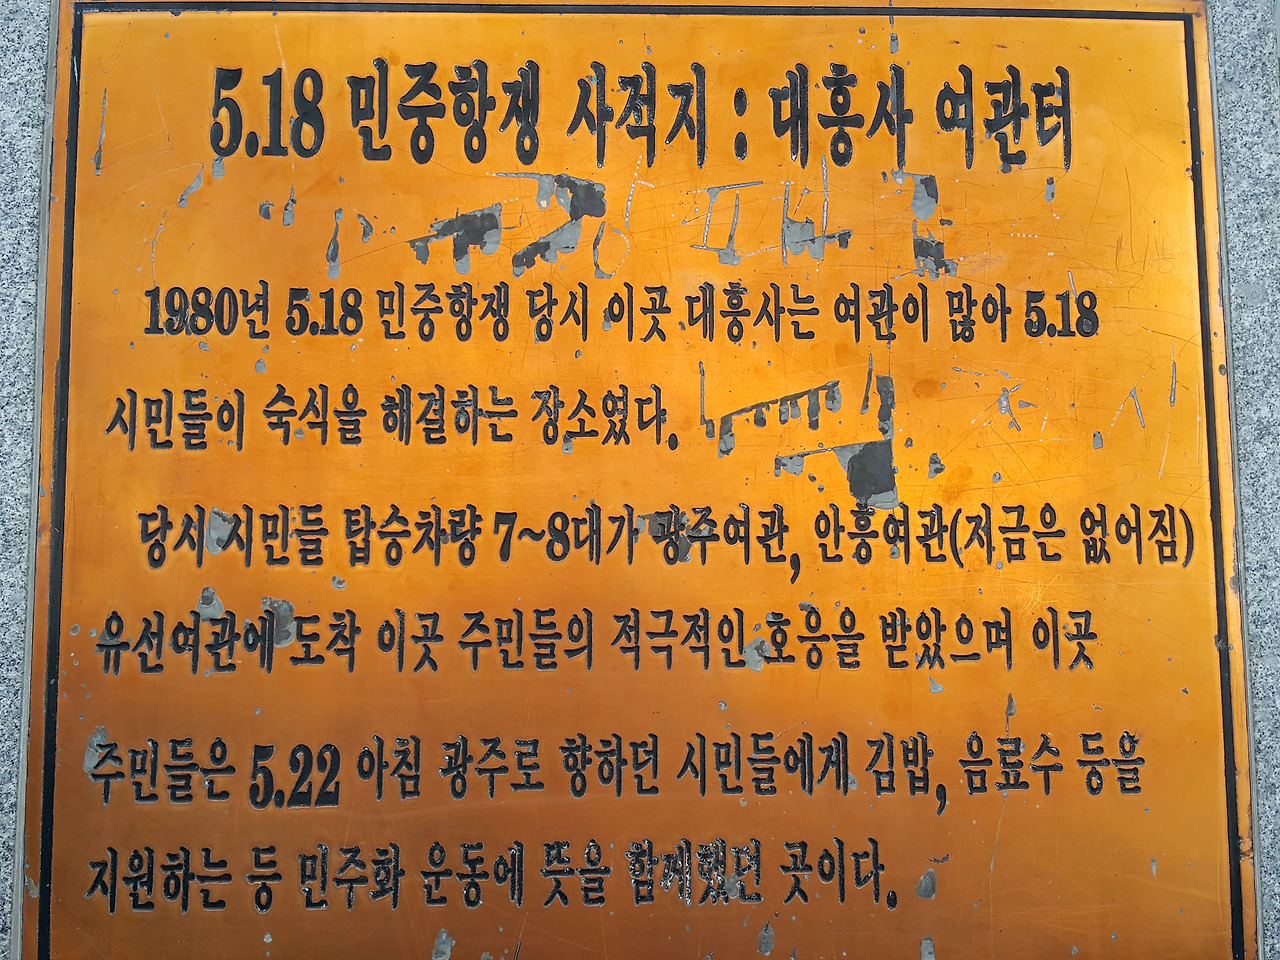 5.18 민중항쟁 사적지 : 대흥사 여관터
1980년 5.18 민중항쟁 당시 이곳 대흥사는 여관이 많아 5.18
시민들이 숙식을 해결하는 장소였다.
당시 시민들 탑승차량 7~8대가 광주여관, 안흥여관(저금은 없어짐)
유선여관에 도착 이곳 주민들의 적극적인 호응을 받았으며 이곳
주민들은 5.22 아침 광주로 향하던 시민들에게 김밥, 음료수 등을
지원하는 등 민주화 운동에 뜻을 함께했던 곳이다.